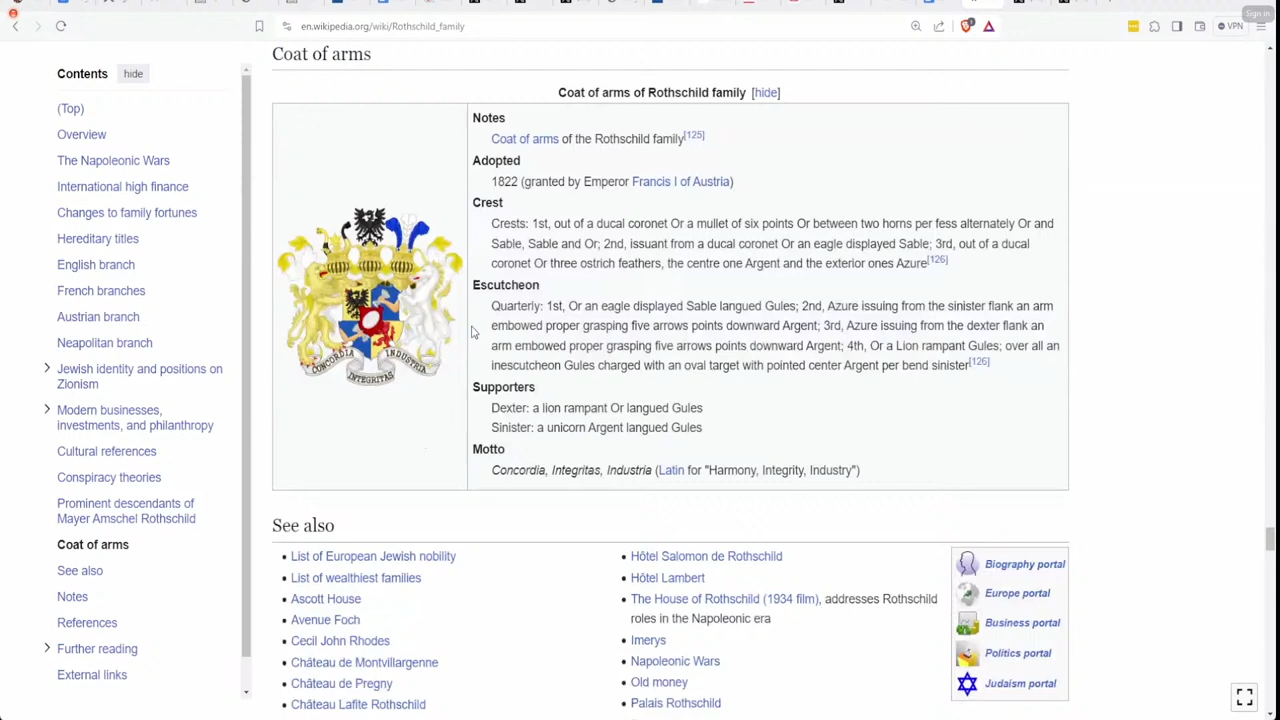 Sign in
en.wikipedia.org/wiki/Rothschild_family
VPN
Contents hide
(Top)
Overview
The Napoleonic Wars
International high finance
Changes to family fortunes
Hereditary titles
English branch
French branches
Austrian branch
Neapolitan branch
Jewish identity and positions on
Zionism
Modern businesses,
investments, and philanthropy
Cultural references
Conspiracy theories
Prominent descendants of
Mayer Amschel Rothschild
Coat of arms
See also
Notes
References
Further reading
External links
Coat of arms
Coat of arms of Rothschild family [hide]
CONCORDIA
INTEGRITAS
INDUSTRIA
Notes
Coat of arms of the Rothschild family[125]
Adopted
1822 (granted by Emperor Francis I of Austria)
Crest
Crests: 1st, out of a ducal coronet Or a mullet of six points Or between two horns per fess alternately Or and
Sable, Sable and Or; 2nd, issuant from a ducal coronet Or an eagle displayed Sable; 3rd, out of a ducal
coronet Or three ostrich feathers, the centre one Argent and the exterior ones Azure[126]
Escutcheon
Quarterly: 1st, Or an eagle displayed Sable langued Gules; 2nd, Azure issuing from the sinister flank an arm
embowed proper grasping five arrows points downward Argent; 3rd, Azure issuing from the dexter flank an
arm embowed proper grasping five arrows points downward Argent; 4th, Or a Lion rampant Gules; over all an
inescutcheon Gules charged with an oval target with pointed center Argent per bend sinister[126]
Supporters
Dexter: a lion rampant Or langued Gules
Sinister: a unicorn Argent langued Gules
Motto
Concordia, Integritas, Industria (Latin for "Harmony, Integrity, Industry")
See also
List of European Jewish nobility
List of wealthiest families
Ascott House
Avenue Foch
Cecil John Rhodes
Château de Montvillargenne
Château de Pregny
Château Lafite Rothschild
Hôtel Salomon de Rothschild
Hôtel Lambert
The House of Rothschild (1934 film), addresses Rothschild
roles in the Napoleonic era
Imerys
Napoleonic Wars
Old money
Palais Rothschild
Biography portal
Europe portal
Business portal
Politics portal
Judaism portal